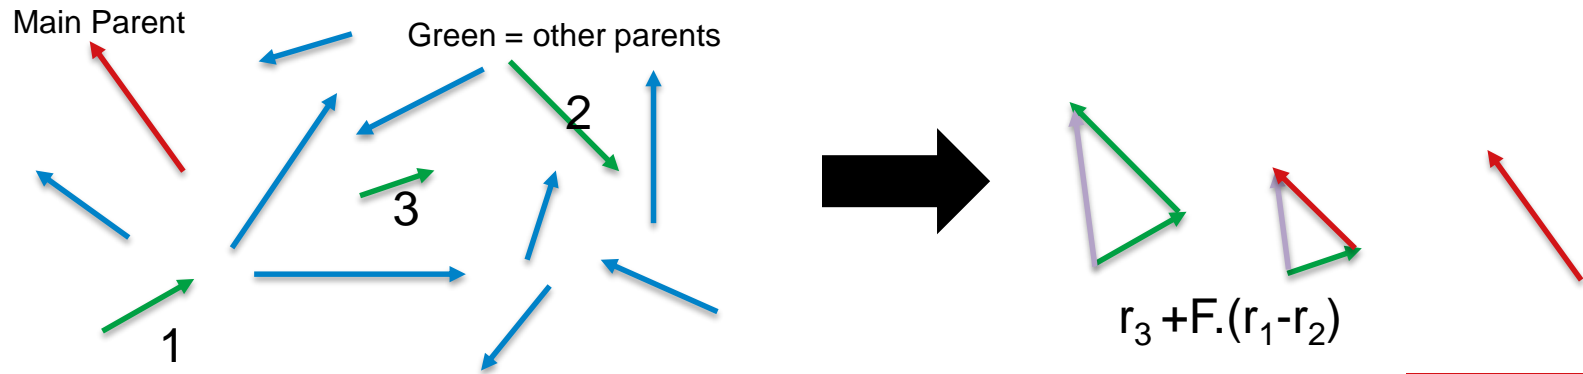 Main Parent
Green = other parents
2
3
1
r₃ +F.(r₁-r₂)